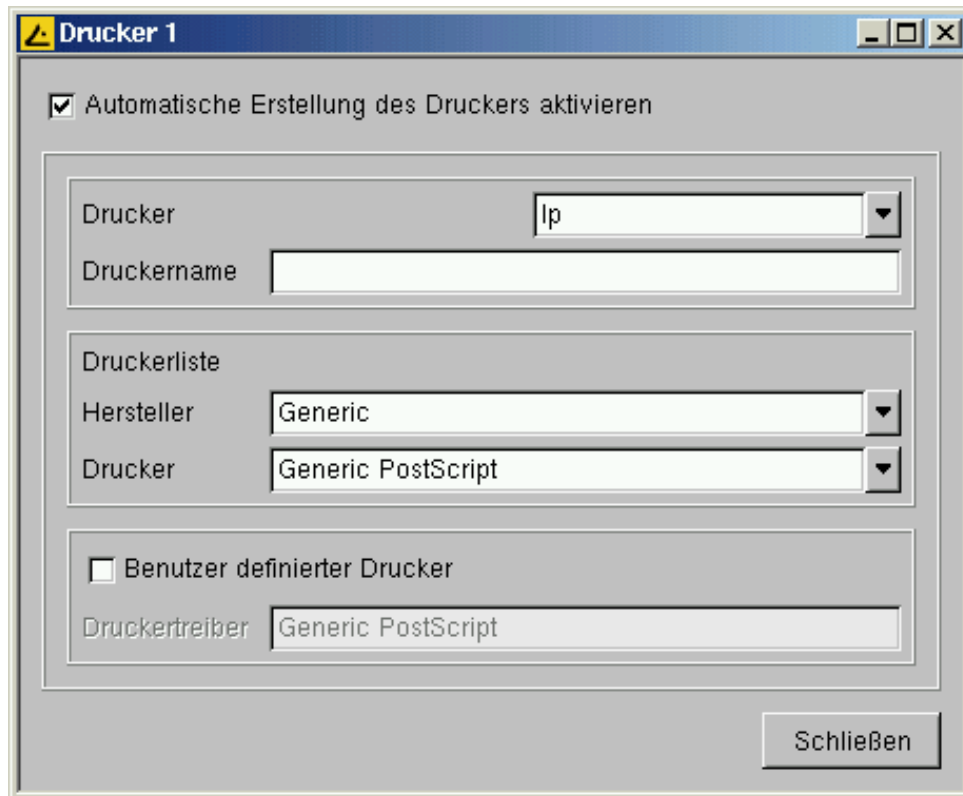 Drucker 1
Automatische Erstellung des Druckers aktivieren
Drucker lp
Druckername
Druckerliste
Hersteller Generic
Drucker Generic PostScript
Benutzer definierter Drucker
Druckertreiber Generic PostScript
Schließen